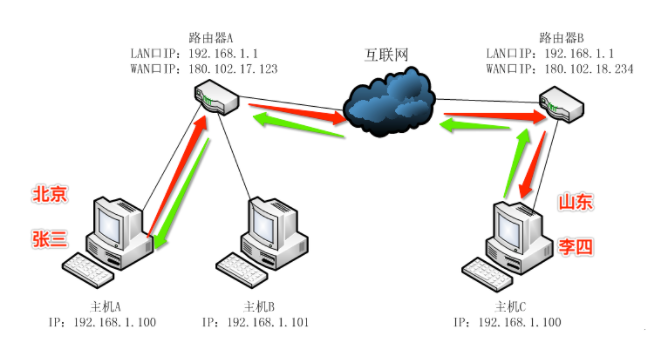 路由器A
LAN口IP：192.168.1.1
WAN口IP：180.102.17.123
互联网
路由器B
LAN口IP：192.168.1.1
WAN口IP：180.102.18.234
北京
张三
山东
李四
主机A
IP：192.168.1.100
主机B
IP：192.168.1.101
主机C
IP：192.168.1.100